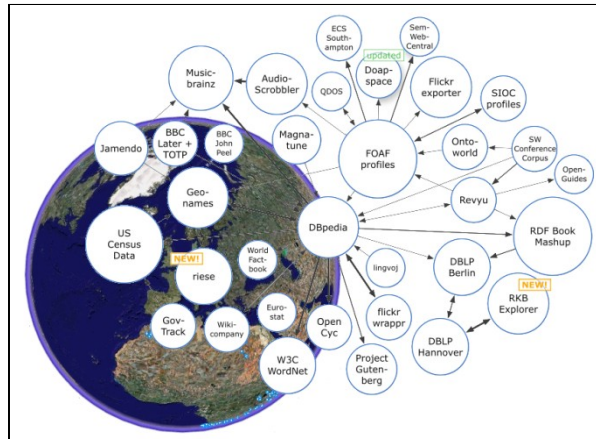 ECS
South-
ampton
Sem-
Web-
Central
updated
Doap-
space
Music-
brainz
Audio-
Scrobbler
QDOS
Flickr
exporter
SIOC
profiles
BBC
Later +
TOTP
BBC
John
Peel
Jamendo
Magna-
tune
FOAF
profiles
Onto-
world
SW
Conference
Corpus
Open-
Guides
Geo-
names
Revyu
US
Census
Data
DBpedia
RDF Book
Mashup
NEW!
riese
World
Fact-
book
lingvoj
DBLP
Berlin
NEW!
RKB
Explorer
Gov-
Track
Wiki-
company
Euro-
stat
Open
Cyc
flickr
wrappr
DBLP
Hannover
W3C
WordNet
Project
Guten-
berg